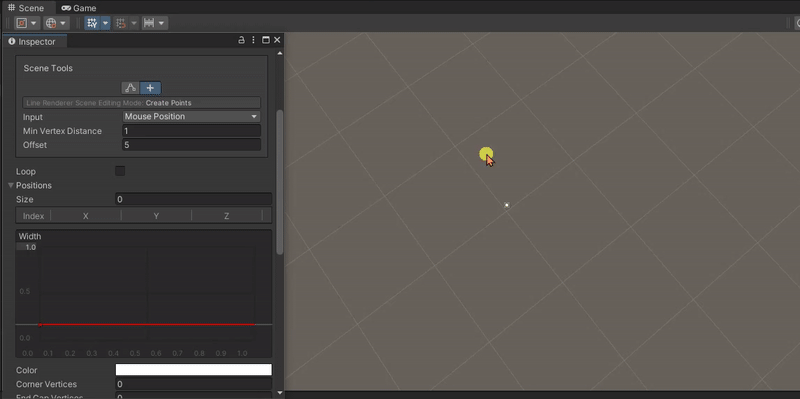 Scene Game
Inspector
Scene Tools
Line Renderer Scene Editing Mode: Create Points
Input Mouse Position
Min Vertex Distance 1
Offset 5
Loop
Positions
Size 0
Index X Y Z
Width
1.0
0.5
0.0
0.0 0.1 0.2 0.3 0.4 0.5 0.6 0.7 0.8 0.9 1.0
Color
Corner Vertices 0
End Cap Vertices 0